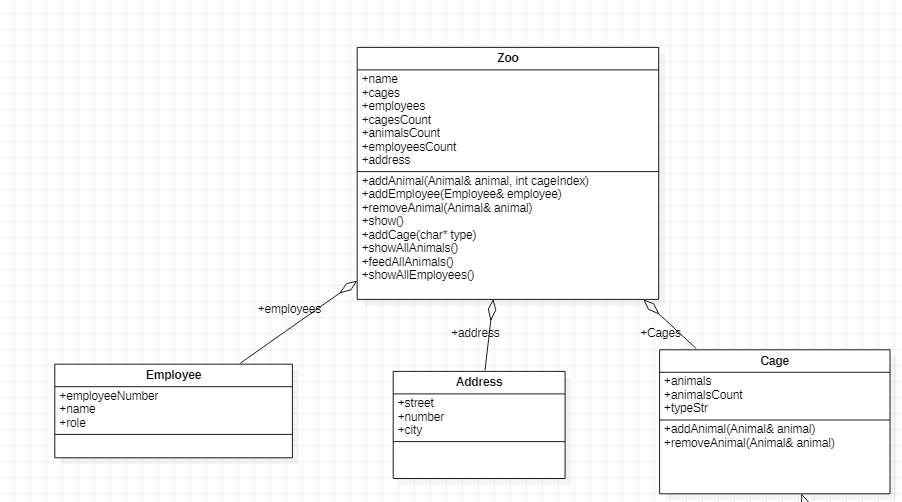 Zoo
+name
+cages
+employees
+cagesCount
+animalsCount
+employeesCount
+address
+addAnimal(Animal& animal, int cageIndex)
+addEmployee(Employee& employee)
+removeAnimal(Animal& animal)
+show()
+addCage(char* type)
+showAllAnimals()
+feedAllAnimals()
+showAllEmployees()
+employees
+address
+Cages
Employee
+employeeNumber
+name
+role
Address
+street
+number
+city
Cage
+animals
+animalsCount
+typeStr
+addAnimal(Animal& animal)
+removeAnimal(Animal& animal)